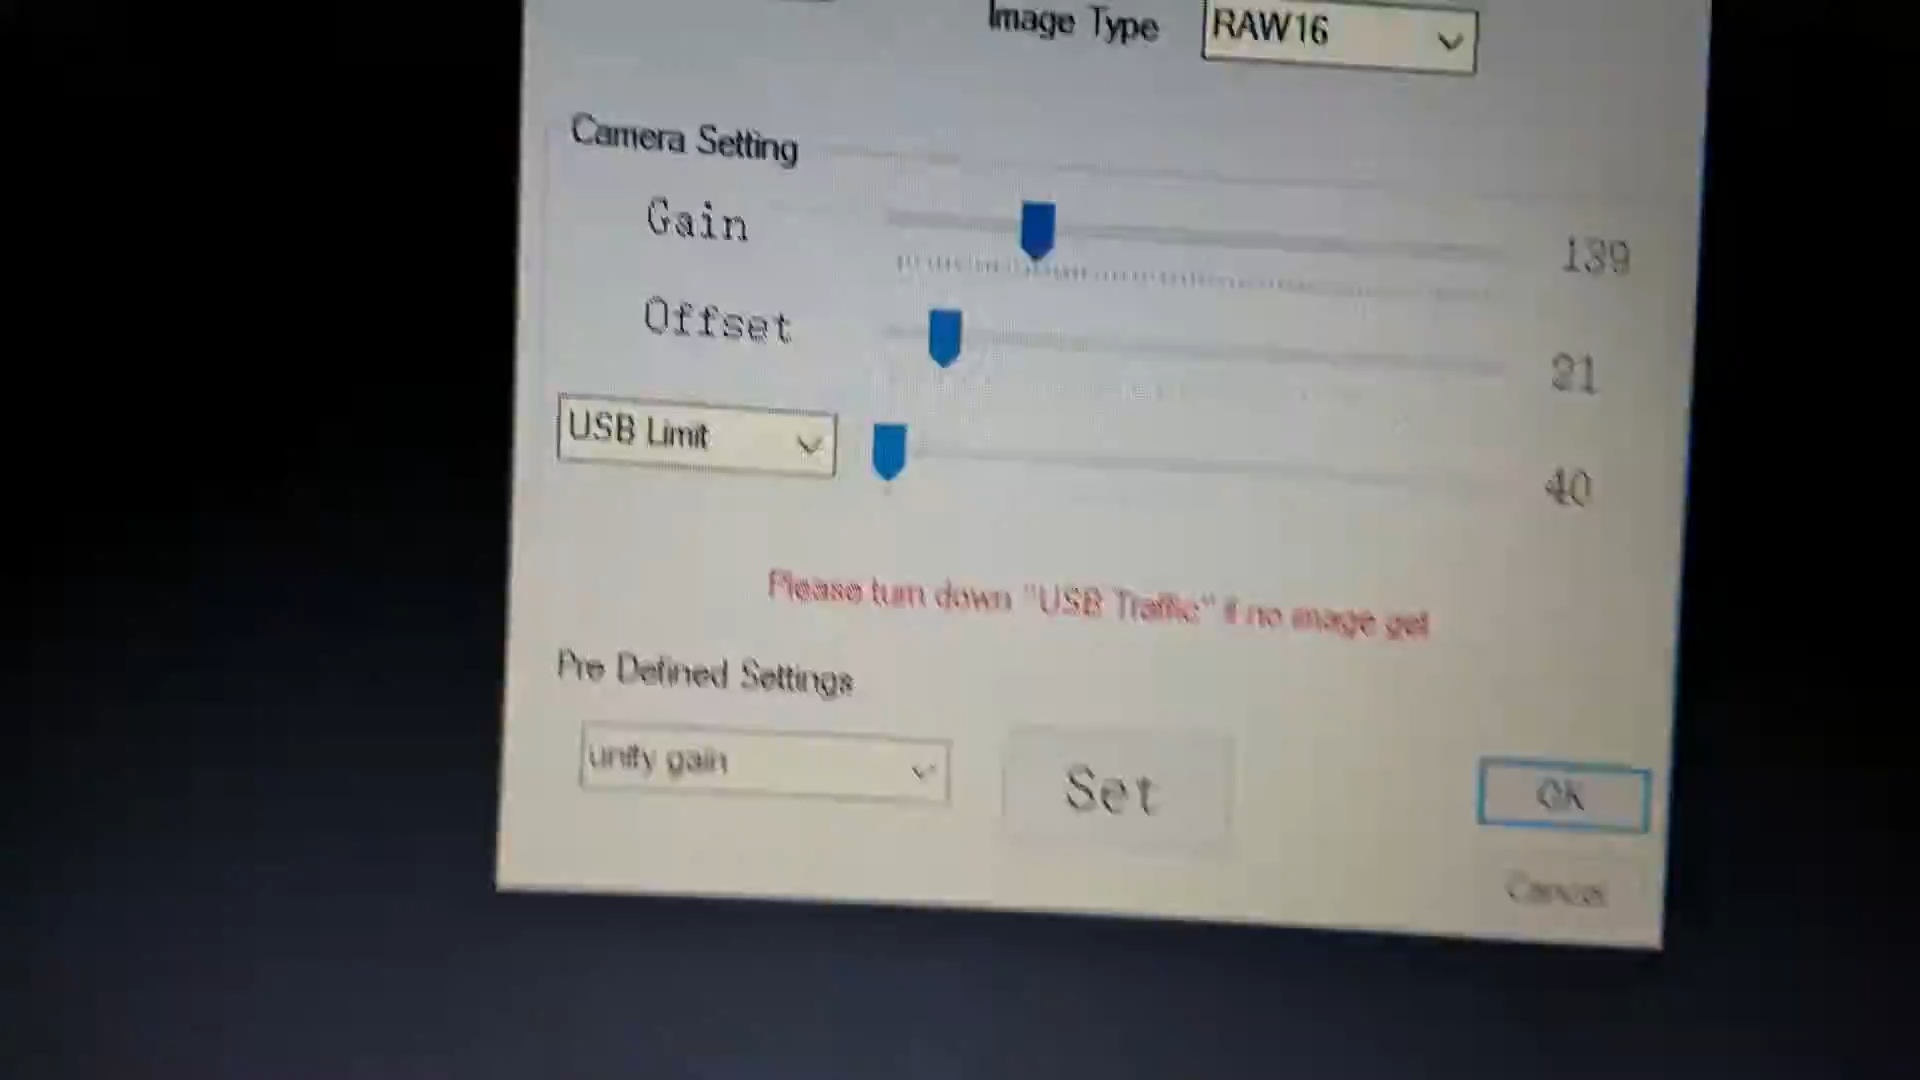 Image Type RAW16
Camera Setting
Gain 139
Offset 21
USB Limit 40
Please turn down "USB Traffic" if no image get
Pre Defined Settings
unity gain Set OK
Cancel